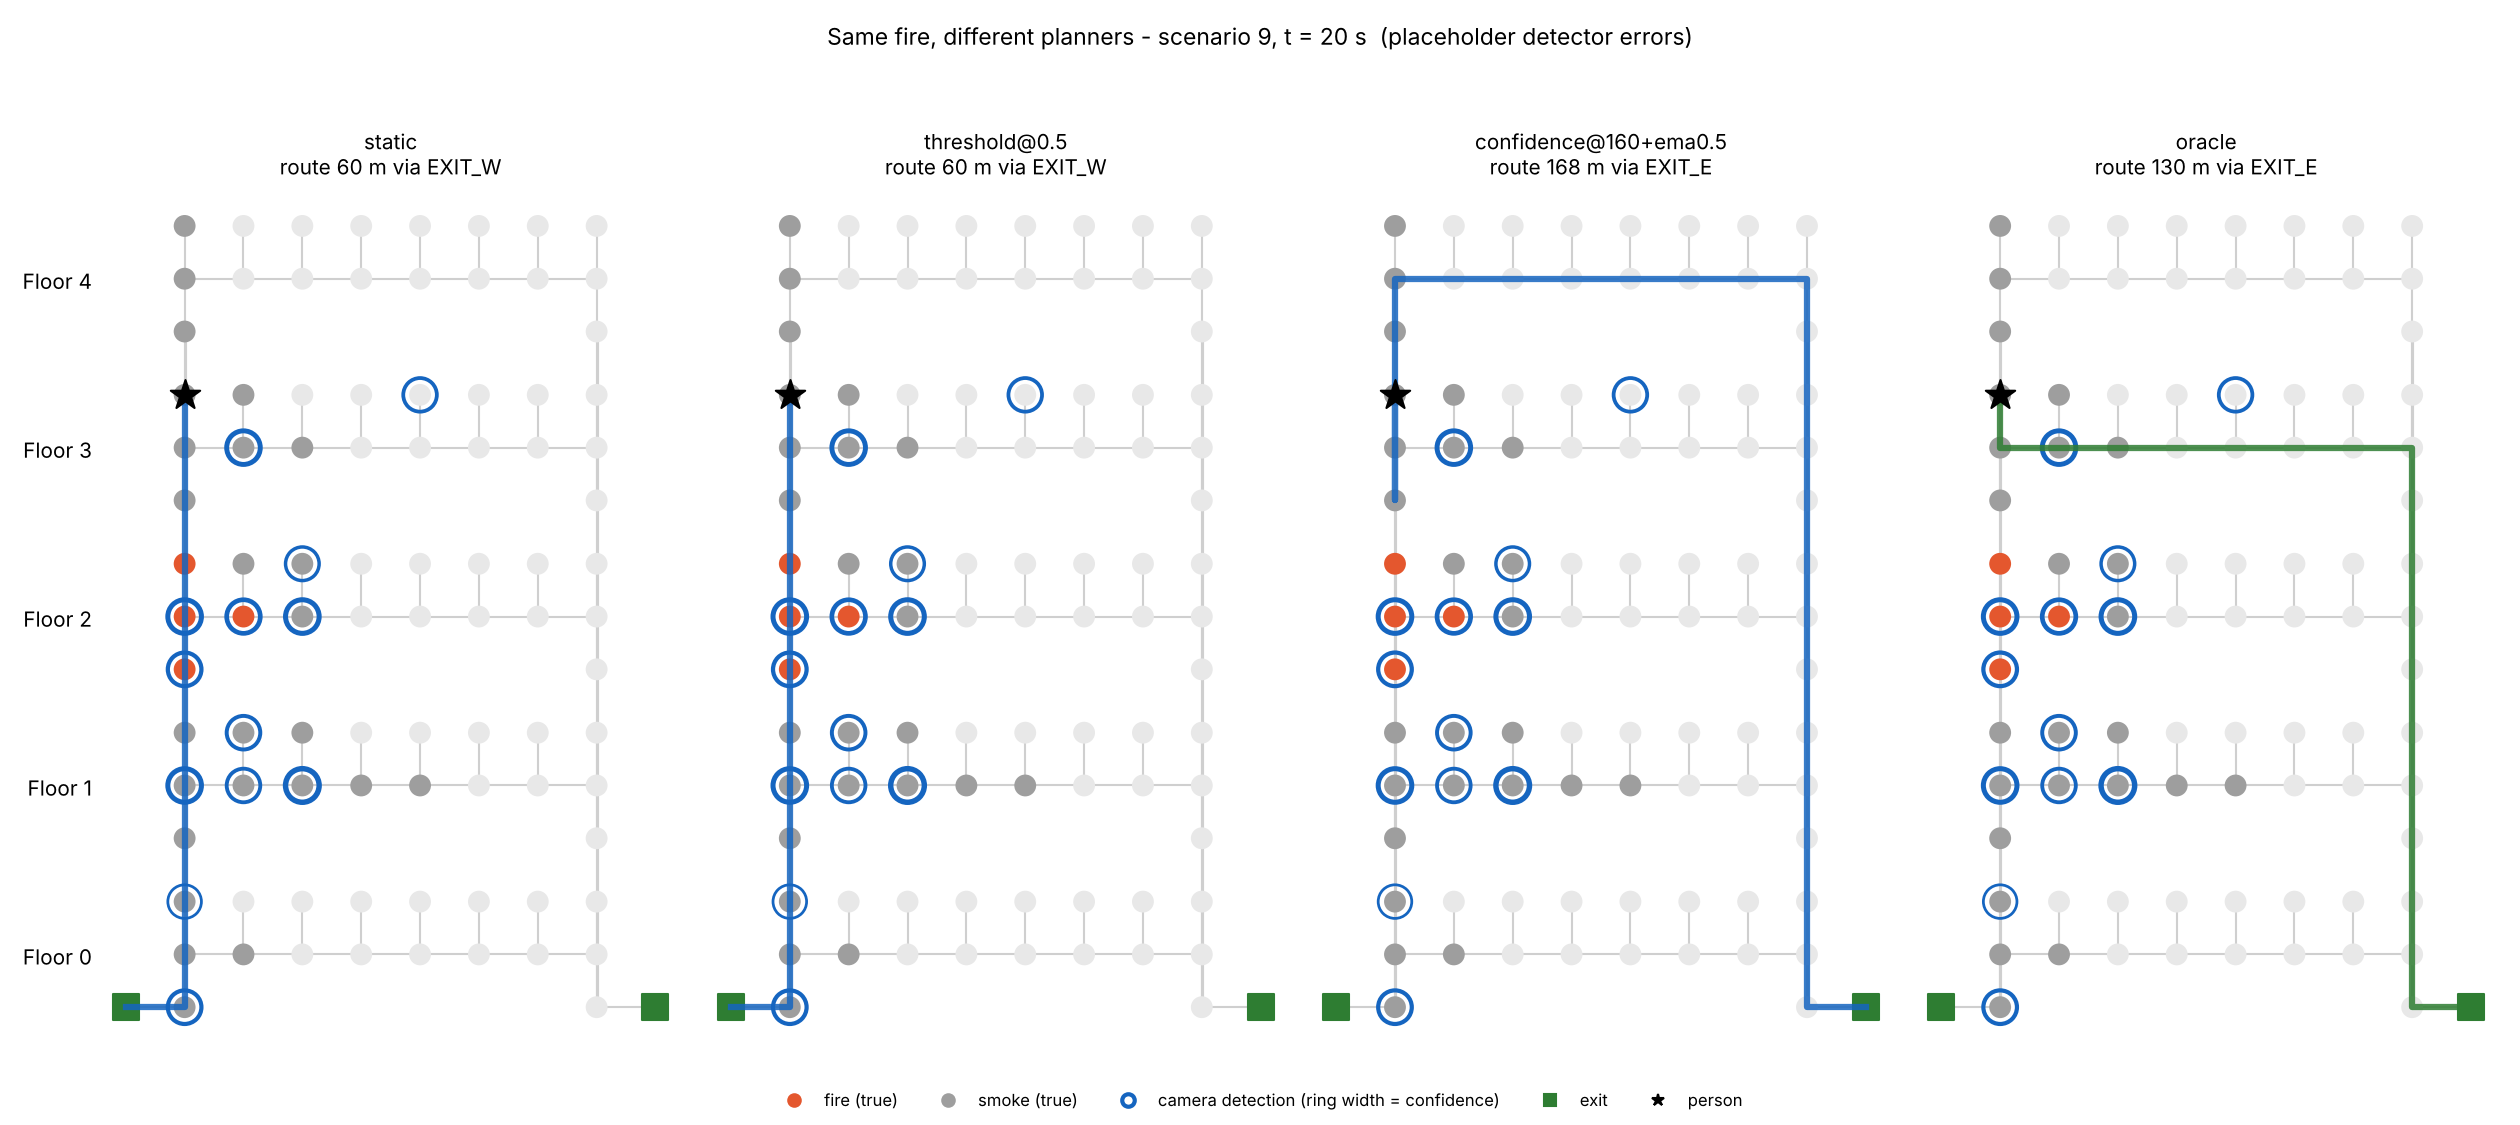 Same fire, different planners - scenario 9, t = 20 s (placeholder detector errors)
static
route 60 m via EXIT_W
threshold@0.5
route 60 m via EXIT_W
confidence@160+ema0.5
route 168 m via EXIT_E
oracle
route 130 m via EXIT_E
Floor 4
Floor 3
Floor 2
Floor 1
Floor 0
fire (true)
smoke (true)
camera detection (ring width = confidence)
exit
person